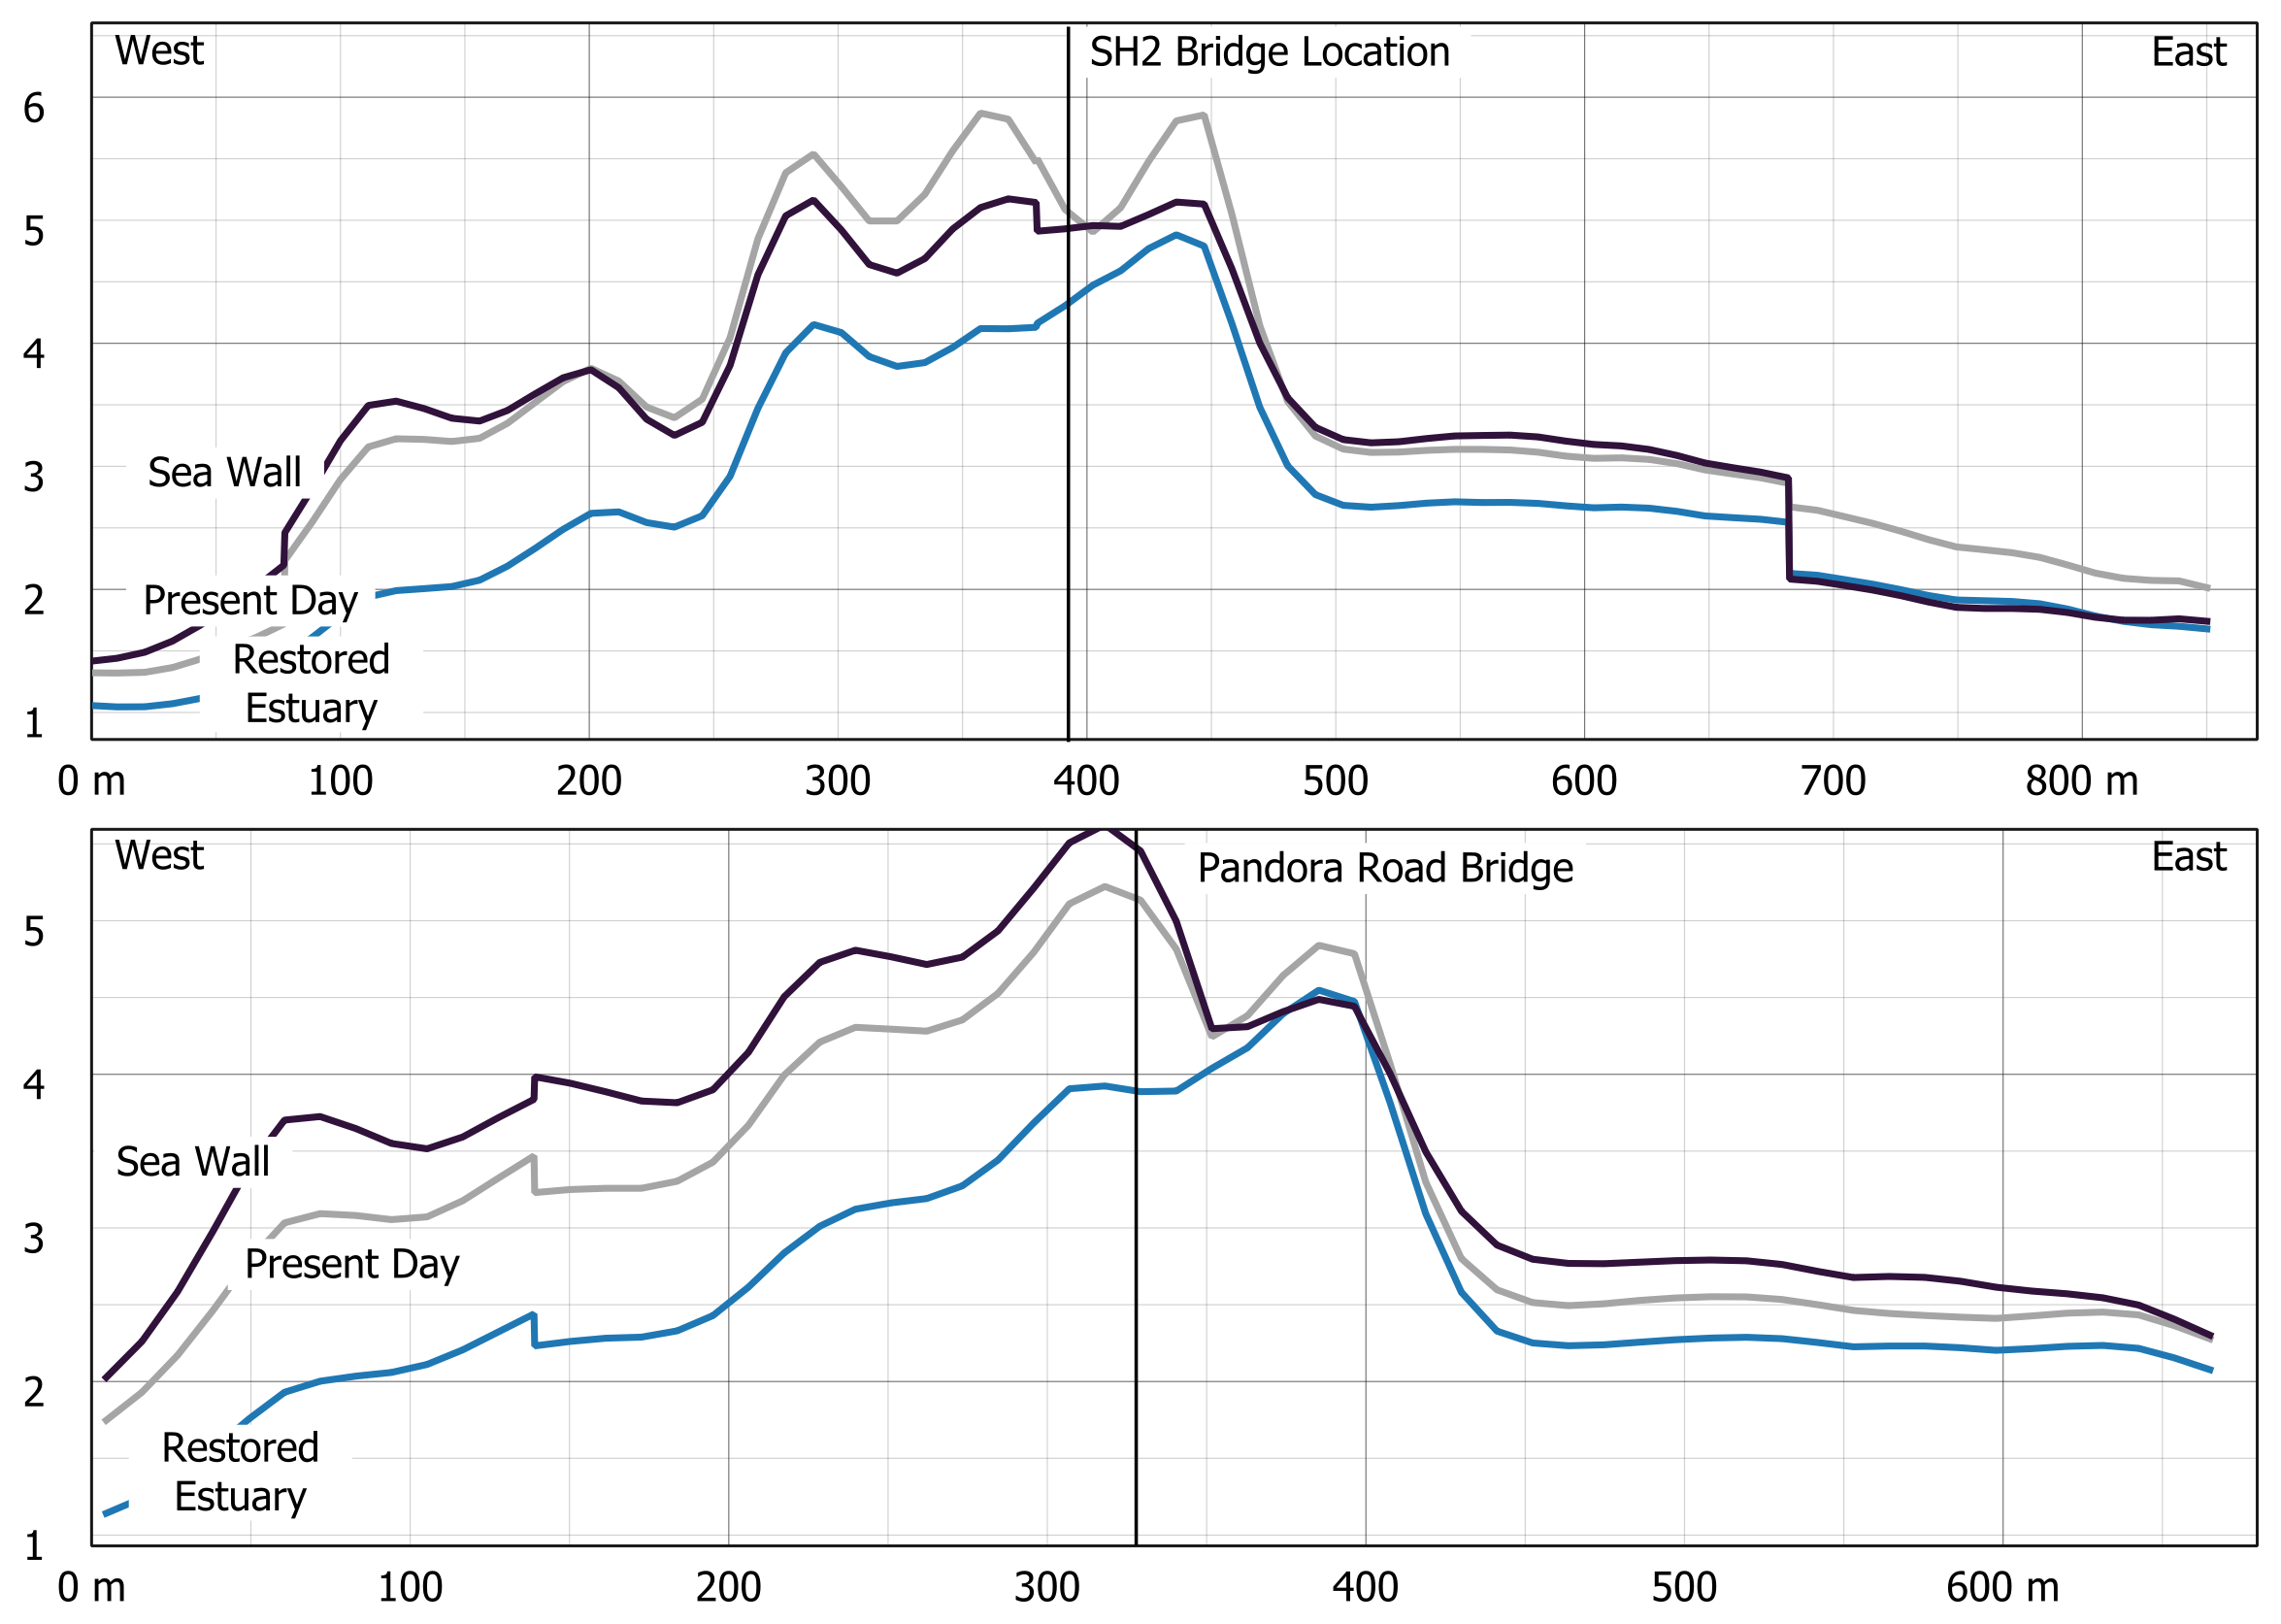 West
SH2 Bridge Location
East
6
5
4
3
2
1
Sea Wall
Present Day
Restored
Estuary
0 m 100 200 300 400 500 600 700 800 m
West
Pandora Road Bridge
East
5
4
3
2
1
Sea Wall
Present Day
Restored
Estuary
0 m 100 200 300 400 500 600 m